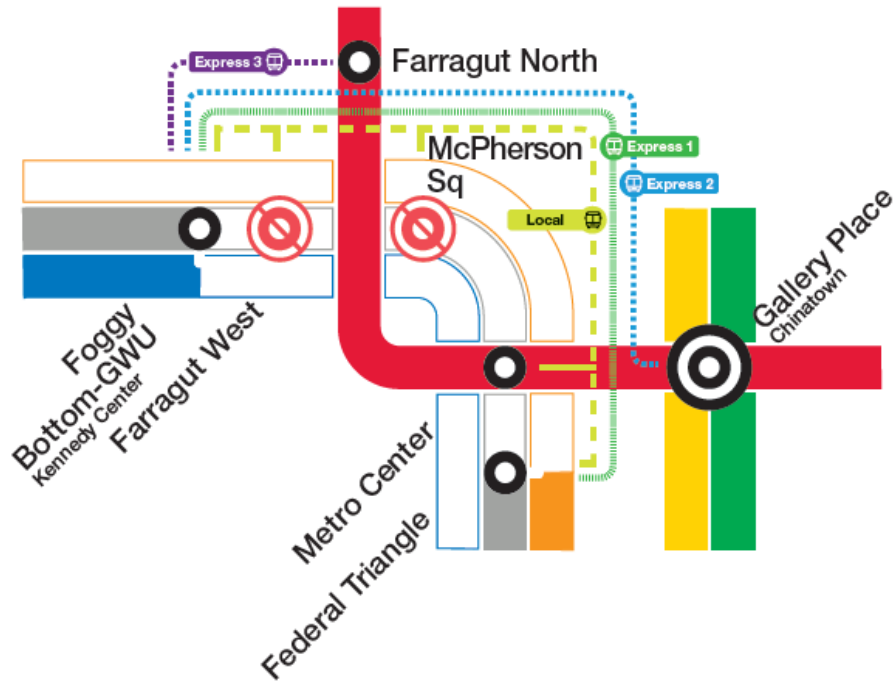 Express 3
Farragut North
McPherson
Sq
Express 1
Express 2
Local
Gallery Place
Chinatown
Foggy
Bottom-GWU
Kennedy Center
Farragut West
Metro Center
Federal Triangle